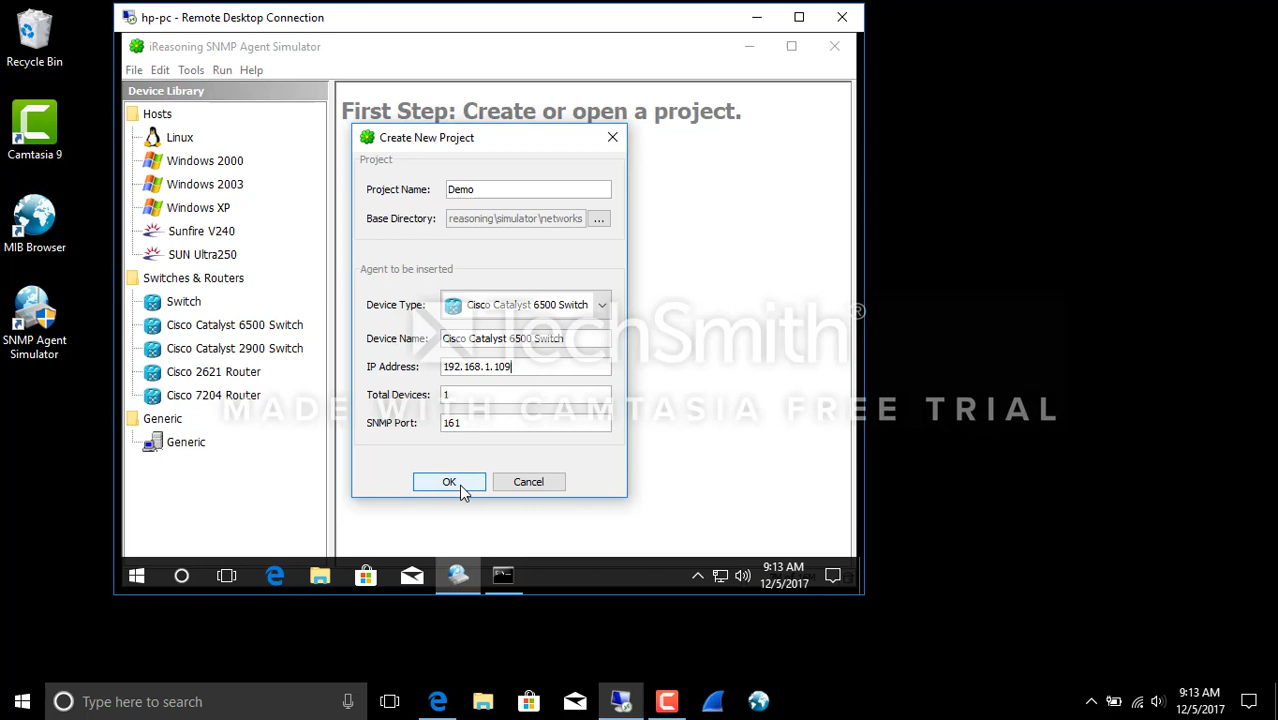 Recycle Bin
Camtasia 9
MIB Browser
SNMP Agent
Simulator
hp-pc - Remote Desktop Connection
iReasoning SNMP Agent Simulator
File Edit Tools Run Help
Device Library
Hosts
Linux
Windows 2000
Windows 2003
Windows XP
Sunfire V240
SUN Ultra250
Switches & Routers
Switch
Cisco Catalyst 6500 Switch
Cisco Catalyst 2900 Switch
Cisco 2621 Router
Cisco 7204 Router
Generic
Generic
First Step: Create or open a project.
Create New Project
Project
Project Name: Demo
Base Directory: reasoning\simulator\networks ...
Agent to be inserted
Device Type: Cisco Catalyst 6500 Switch
Device Name: Cisco Catalyst 6500 Switch
IP Address: 192.168.1.109
Total Devices: 1
SNMP Port: 161
OK Cancel
TechSmith®
MADE WITH CAMTASIA FREE TRIAL
9:13 AM
12/5/2017
Type here to search
9:13 AM
12/5/2017